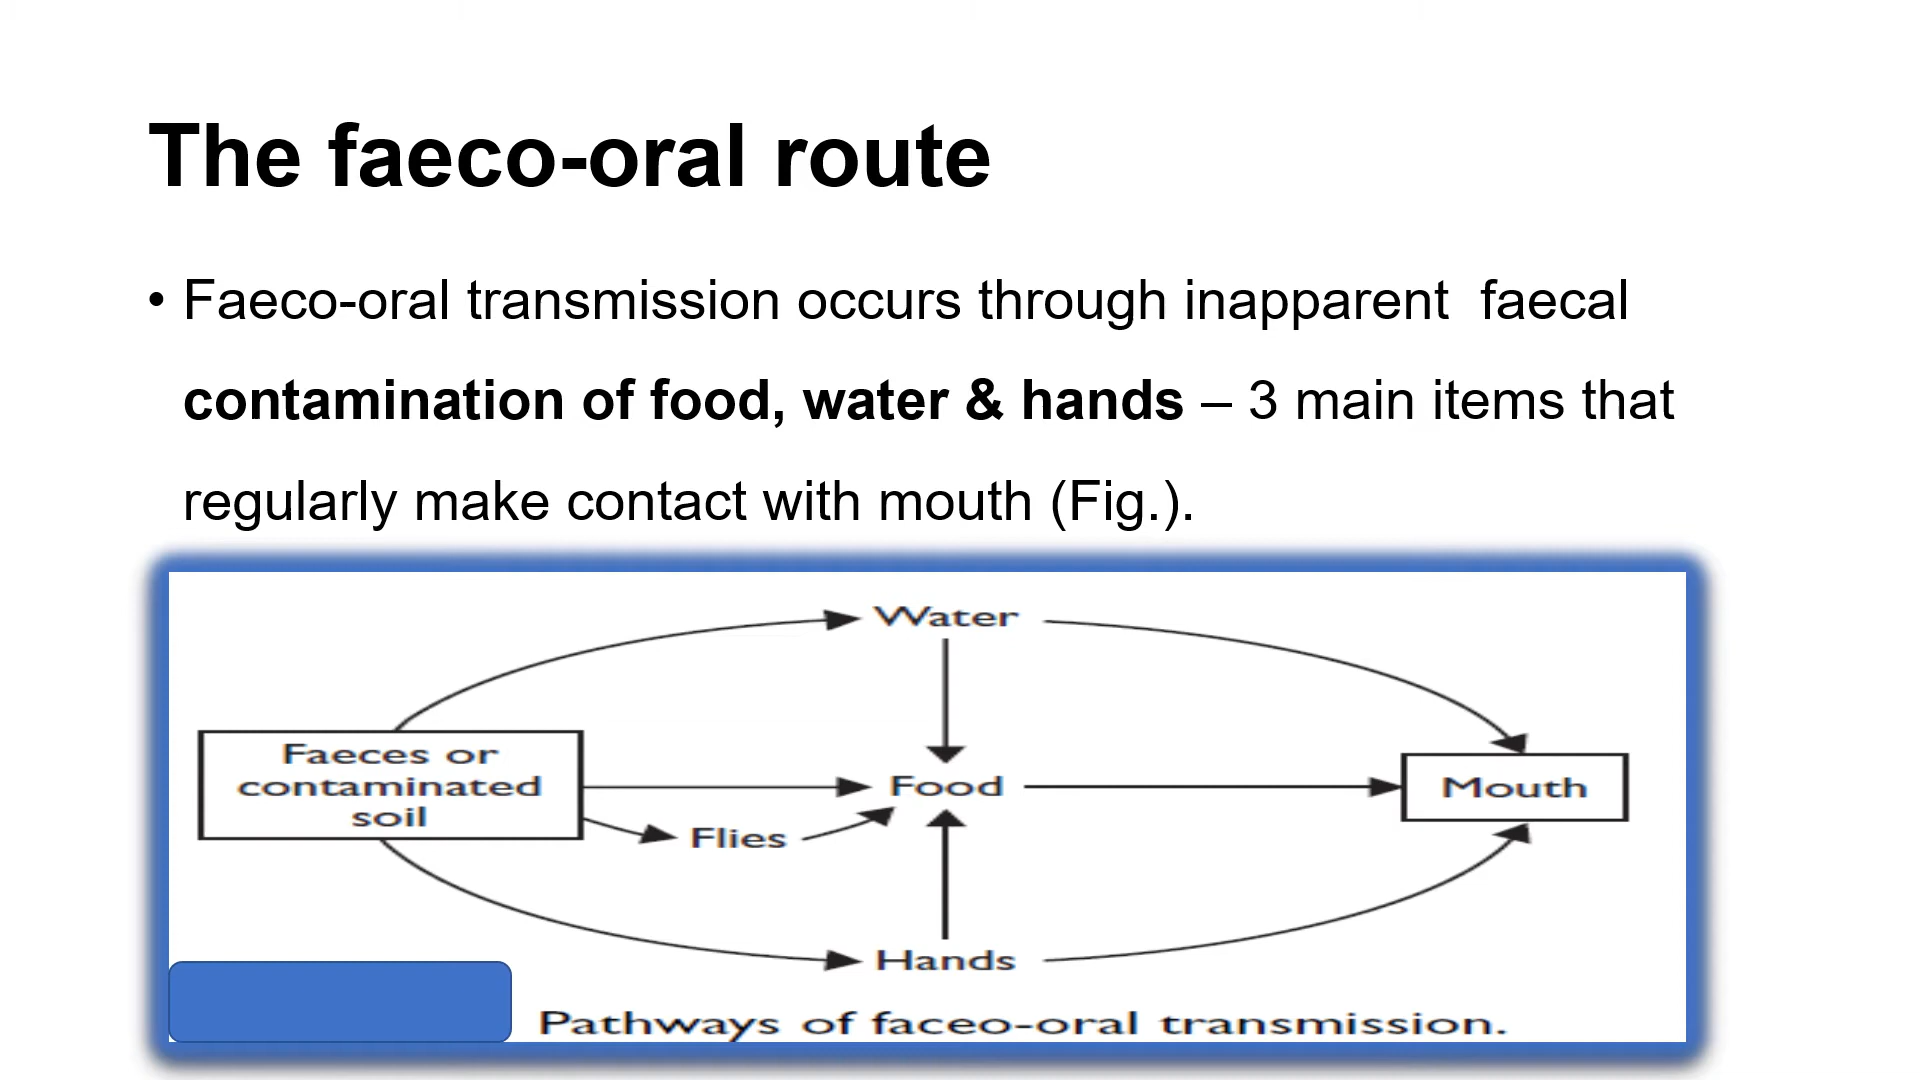 The faeco-oral route
• Faeco-oral transmission occurs through inapparent  faecal
contamination of food, water & hands – 3 main items that
regularly make contact with mouth (Fig.).
Water
Faeces or
contaminated
soil
Food
Mouth
Flies
Hands
Pathways of faceo-oral transmission.